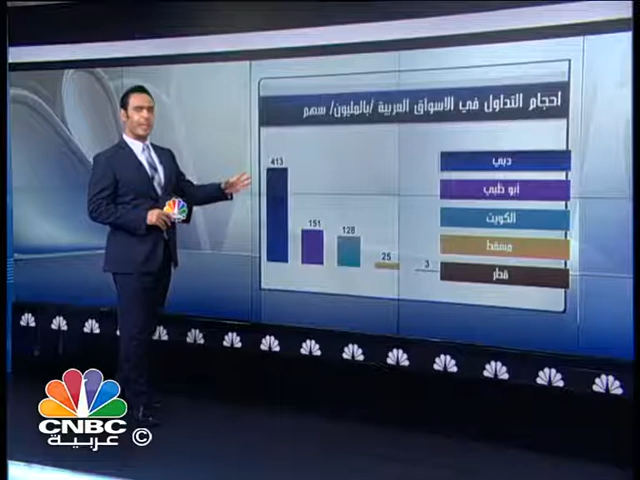 احجام التداول في الاسواق العربية /بالمليون/ سهم
413
151
128
25
3
دبي
أبو ظبي
الكويت
مسقط
قطر
CNBC
عربية ©